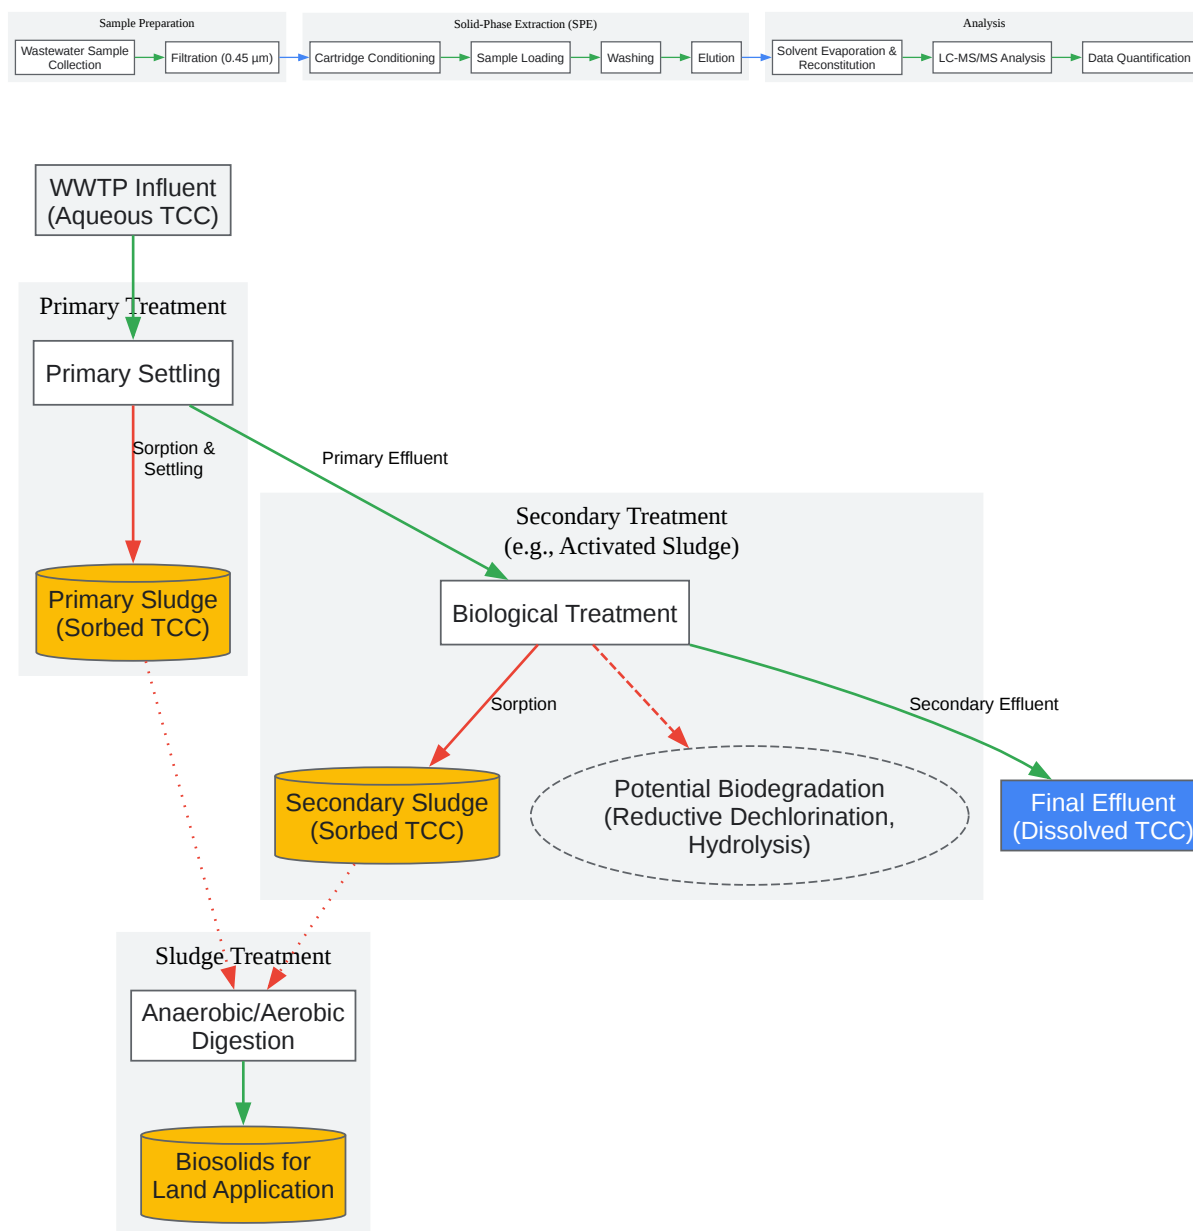 Sample Preparation
Wastewater Sample
Collection
Filtration (0.45 µm)
Solid-Phase Extraction (SPE)
Cartridge Conditioning
Sample Loading
Washing
Elution
Analysis
Solvent Evaporation &
Reconstitution
LC-MS/MS Analysis
Data Quantification
WWTP Influent
(Aqueous TCC)
Primary Treatment
Primary Settling
Sorption &
Settling
Primary Effluent
Primary Sludge
(Sorbed TCC)
Secondary Treatment
(e.g., Activated Sludge)
Biological Treatment
Sorption
Secondary Effluent
Secondary Sludge
(Sorbed TCC)
Potential Biodegradation
(Reductive Dechlorination,
Hydrolysis)
Final Effluent
(Dissolved TCC)
Sludge Treatment
Anaerobic/Aerobic
Digestion
Biosolids for
Land Application